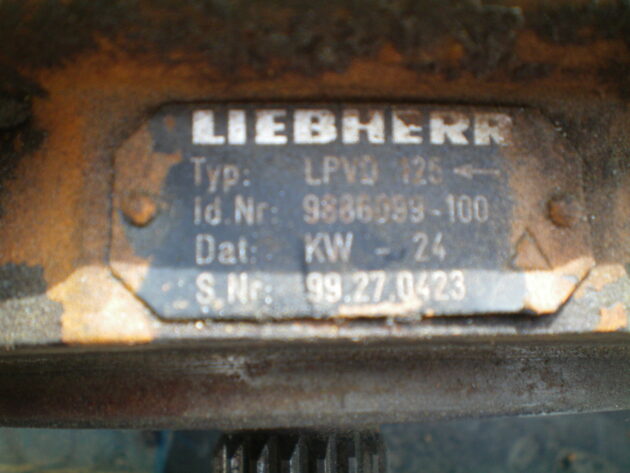 LIEBHERR
Typ: LPVD 125 ←
Id. Nr: 9886099-100
Dat: KW - 24
S. Nr: 99.27.0423